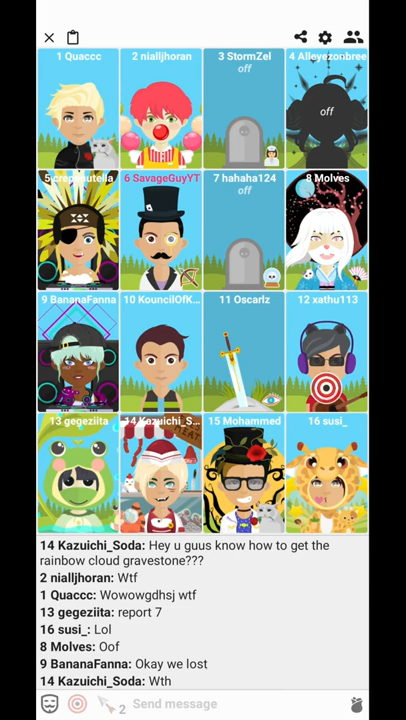 1 Quaccc
2 nialljhoran
3 StormZel
off
4 Alleyezonbree
off
6 SavageGuyYT
7 hahaha124
off
8 Molves
9 BananaFanna
10 KouncilOfK...
11 Oscarlz
12 xathu113
13 gegeziita
14 Kazuichi_S...
15 Mohammed
16 susi_
14 Kazuichi_Soda: Hey u guus know how to get the
rainbow cloud gravestone???
2 nialljhoran: Wtf
1 Quaccc: Wowowgdhsj wtf
13 gegeziita: report 7
16 susi_: Lol
8 Molves: Oof
9 BananaFanna: Okay we lost
14 Kazuichi_Soda: Wth
2
Send message